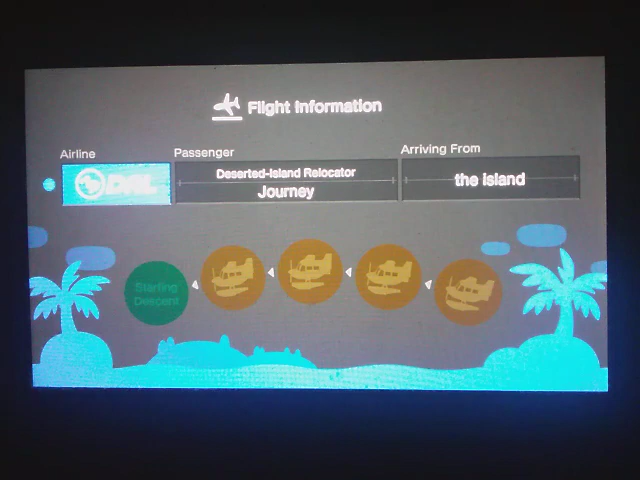 Flight Information
Airline
Passenger
Arriving From
DAL
Deserted-Island Relocator
Journey
the island
Starting
Descent